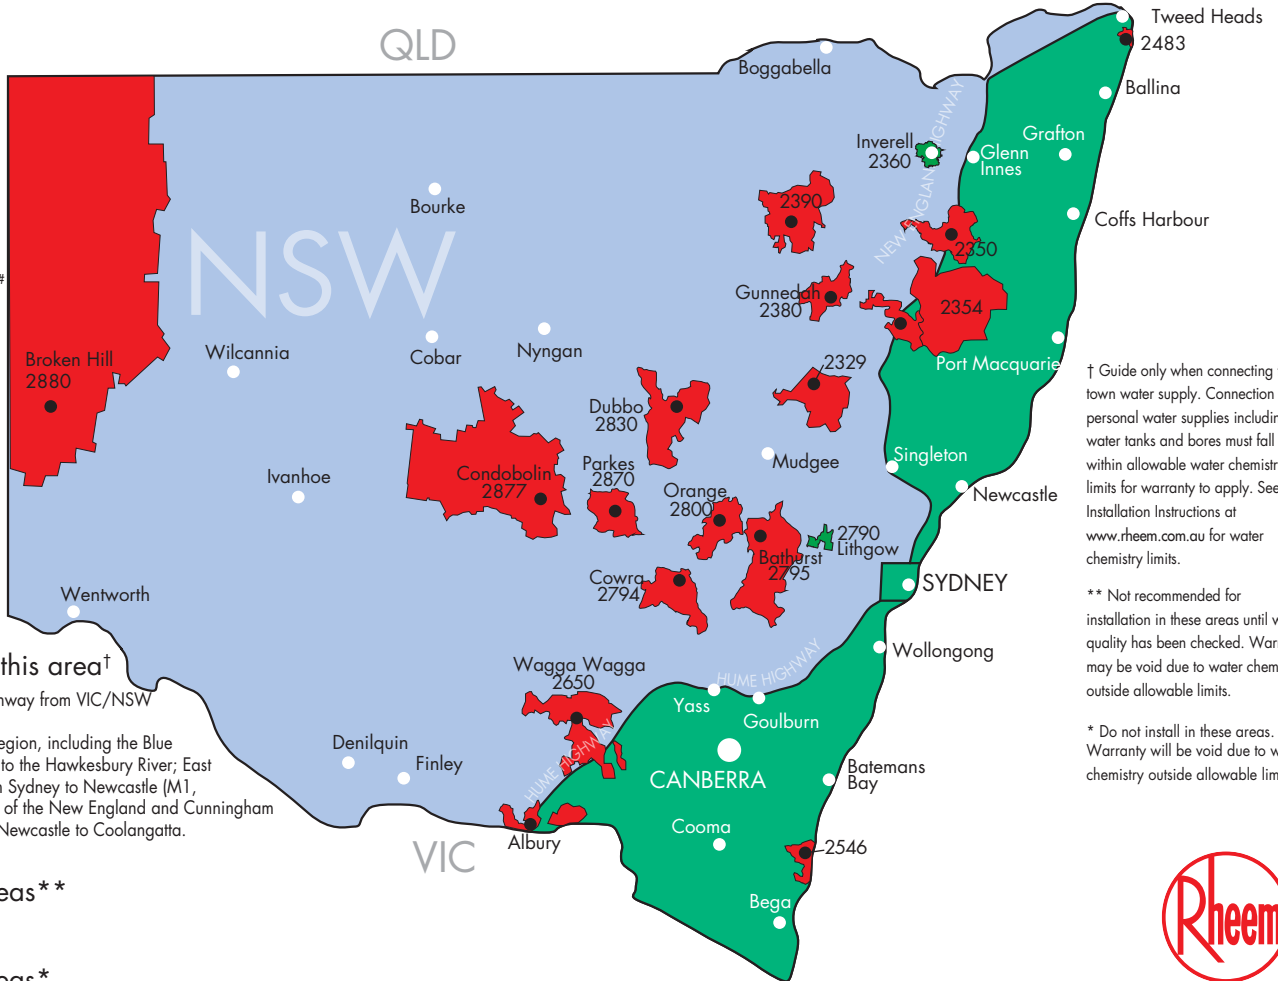 QLD
Tweed Heads
2483
Boggabella
Ballina
Inverell
2360
NEW ENGLAND HIGHWAY
Grafton
Glenn
Innes
Bourke
2390
Coffs Harbour
NSW
2350
#
Gunnedah
2380
2354
Broken Hill
2880
Wilcannia
Cobar
Nyngan
2329
Port Macquarie
Dubbo
2830
Mudgee
Singleton
Newcastle
Ivanhoe
Condobolin
2877
Parkes
2870
Orange
2800
Bathurst
2795
2790
Lithgow
Cowra
2794
SYDNEY
Wentworth
Wollongong
Wagga Wagga
2650
HUME HIGHWAY
HUME HIGHWAY
Yass
Goulburn
CANBERRA
Denilquin
Finley
Batemans
Bay
Albury
Cooma
2546
VIC
Bega
this area†
way from VIC/NSW
egion, including the Blue
to the Hawkesbury River; East
Sydney to Newcastle (M1,
of the New England and Cunningham
Newcastle to Coolangatta.
eas**
eas*
† Guide only when connecting
town water supply. Connection
personal water supplies includin
water tanks and bores must fall
within allowable water chemistr
limits for warranty to apply. See
Installation Instructions at
www.rheem.com.au for water
chemistry limits.
** Not recommended for
installation in these areas until w
quality has been checked. Warr
may be void due to water chem
outside allowable limits.
* Do not install in these areas.
Warranty will be void due to w
chemistry outside allowable lim
Rheem